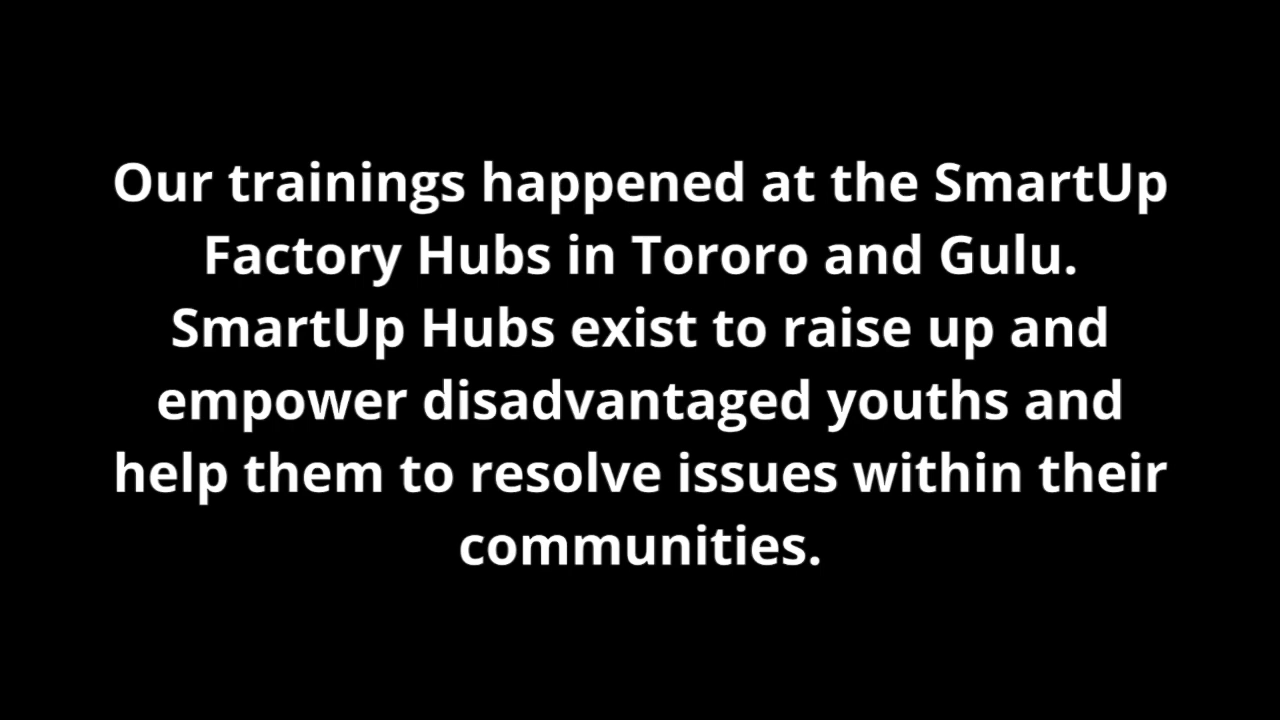 Our trainings happened at the SmartUp
Factory Hubs in Tororo and Gulu.
SmartUp Hubs exist to raise up and
empower disadvantaged youths and
help them to resolve issues within their
communities.